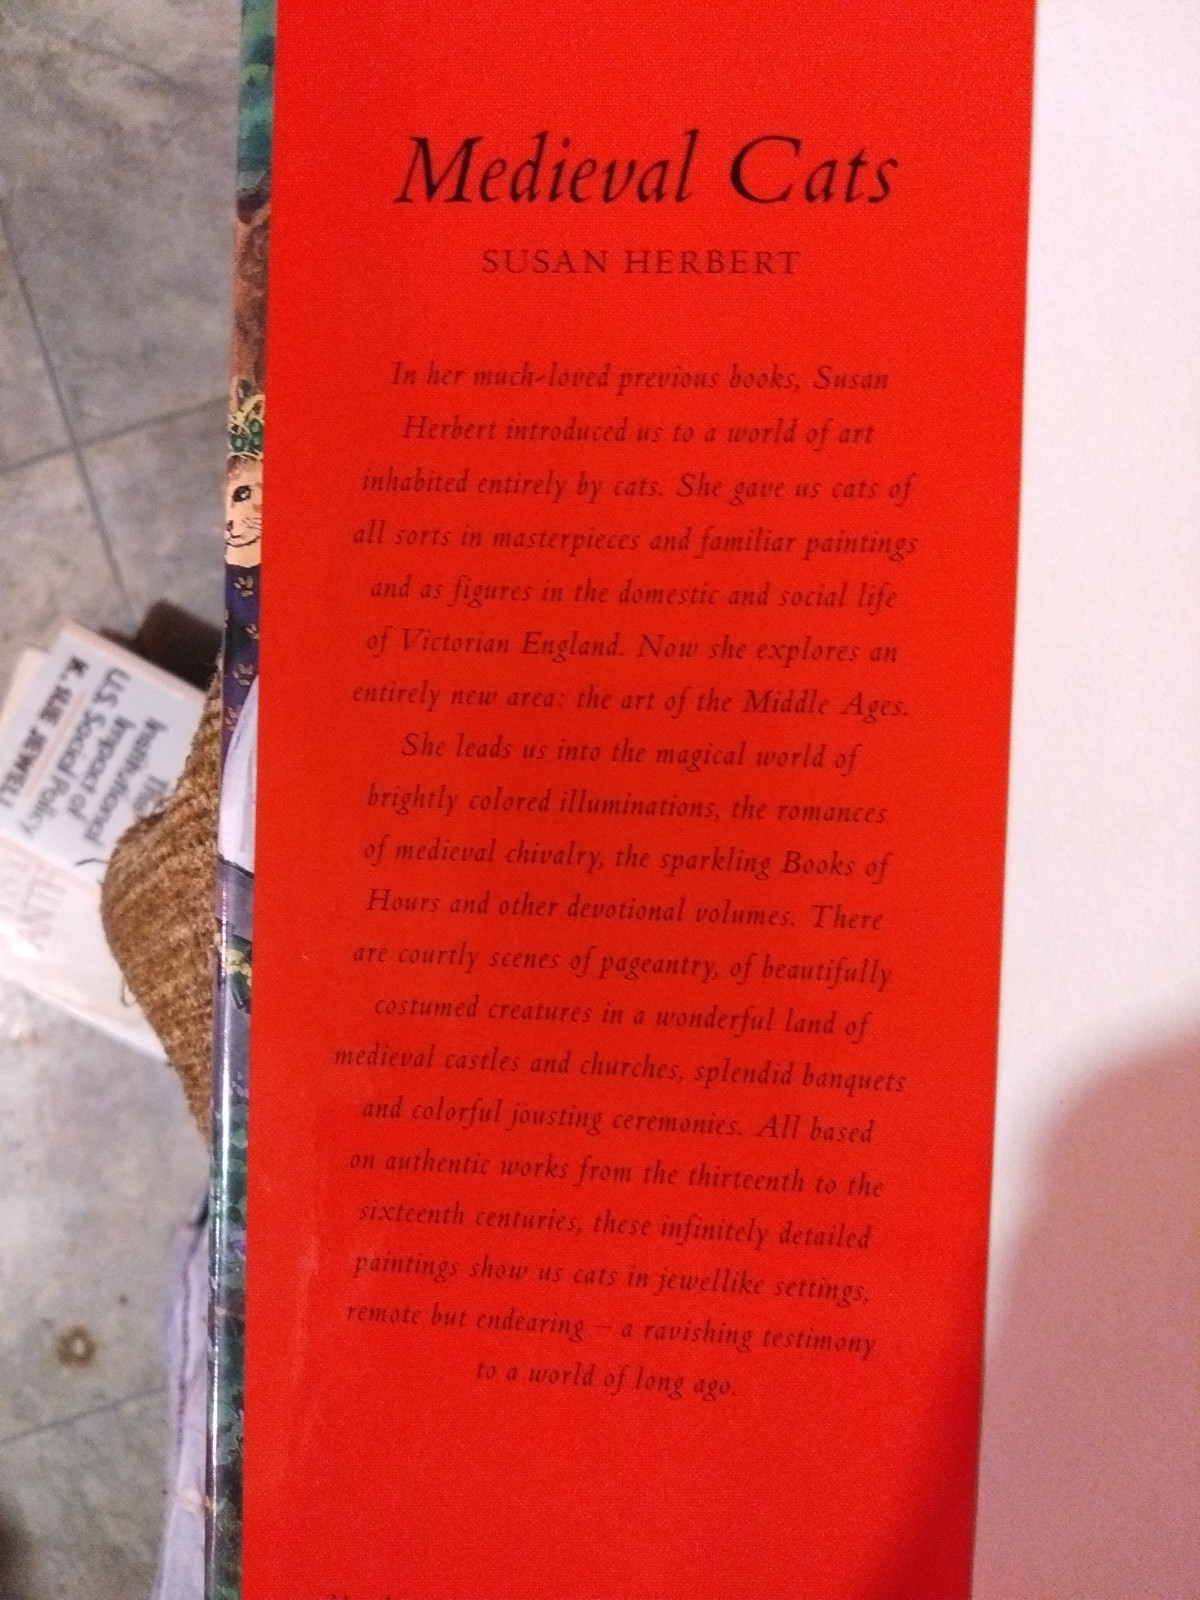 Medieval Cats
SUSAN HERBERT
In her much-loved previous books, Susan
Herbert introduced us to a world of art
inhabited entirely by cats. She gave us cats of
all sorts in masterpieces and familiar paintings
and as figures in the domestic and social life
of Victorian England. Now she explores an
entirely new area: the art of the Middle Ages.
She leads us into the magical world of
brightly colored illuminations, the romances
of medieval chivalry, the sparkling Books of
Hours and other devotional volumes. There
are courtly scenes of pageantry, of beautifully
costumed creatures in a wonderful land of
medieval castles and churches, splendid banquets
and colorful jousting ceremonies. All based
on authentic works from the thirteenth to the
sixteenth centuries, these infinitely detailed
paintings show us cats in jewellike settings,
remote but endearing – a ravishing testimony
to a world of long ago.
Institutional
Impact of
U.S. Social Policy
K. SUE JEWELL